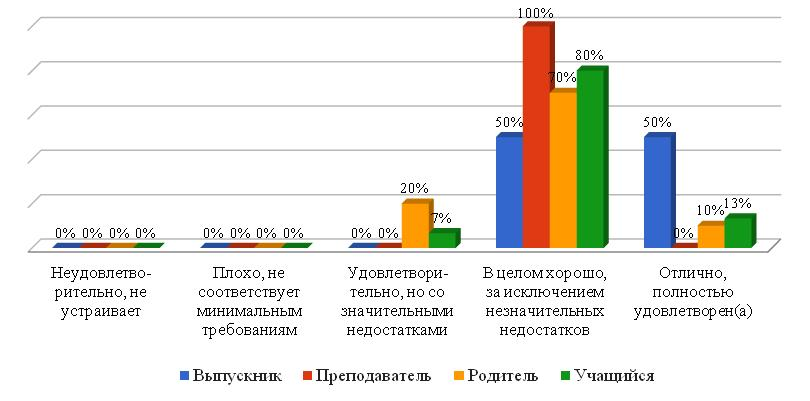 100%
80%
70%
50%
50%
20%
13%
10%
7%
0%
0% 0% 0% 0%
0% 0% 0% 0%
0% 0%
Неудовлетво-
рительно, не
устраивает
Плохо, не
соответствует
минимальным
требованиям
Удовлетвори-
тельно, но со
значительными
недостатками
В целом хорошо,
за исключением
незначительных
недостатков
Отлично,
полностью
удовлетворен(а)
Выпускник
Преподаватель
Родитель
Учащийся